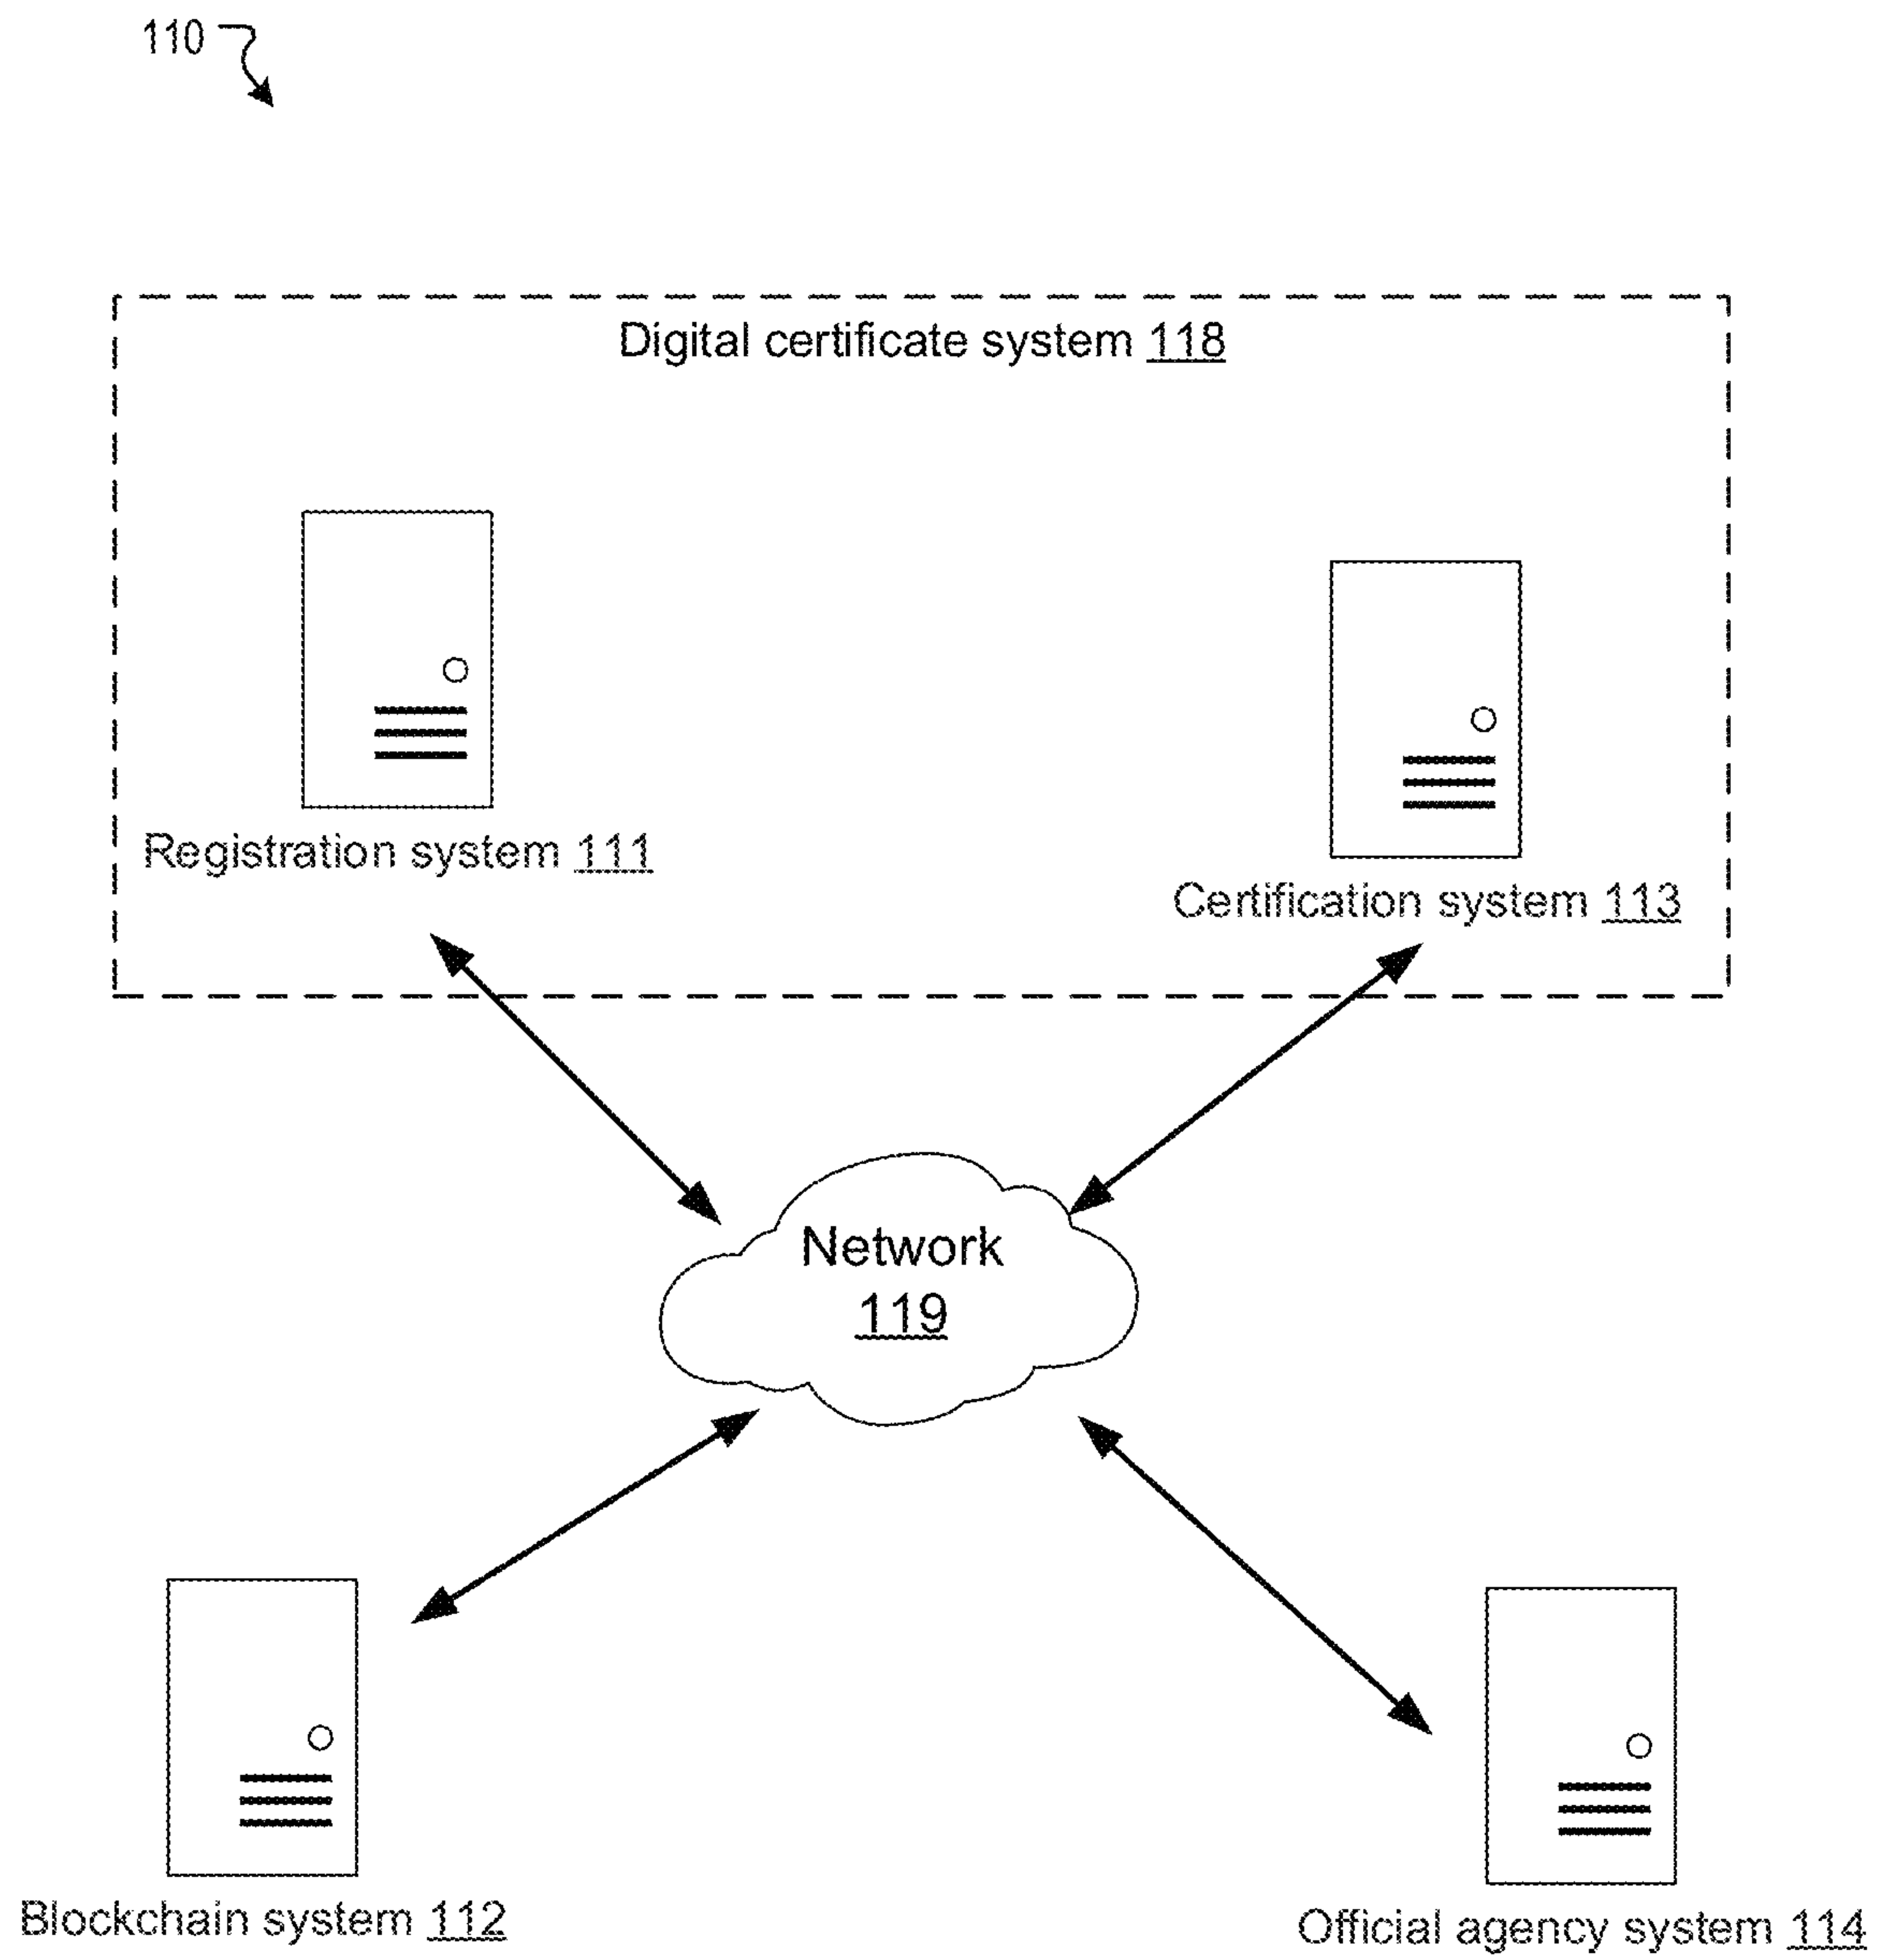 110
Digital certificate system 118
Registration system 111
Certification system 113
Network
119
Blockchain system 112
Official agency system 114